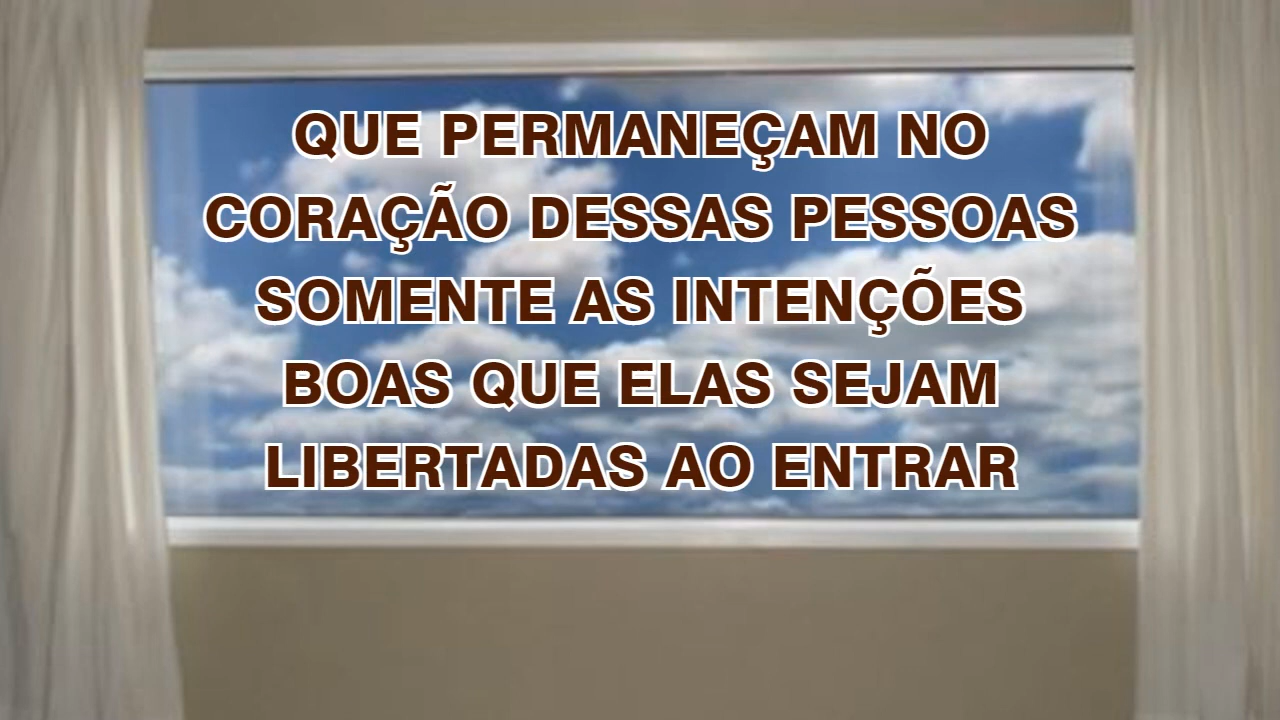 QUE PERMANEÇAM NO
CORAÇÃO DESSAS PESSOAS
SOMENTE AS INTENÇÕES
BOAS QUE ELAS SEJAM
LIBERTADAS AO ENTRAR